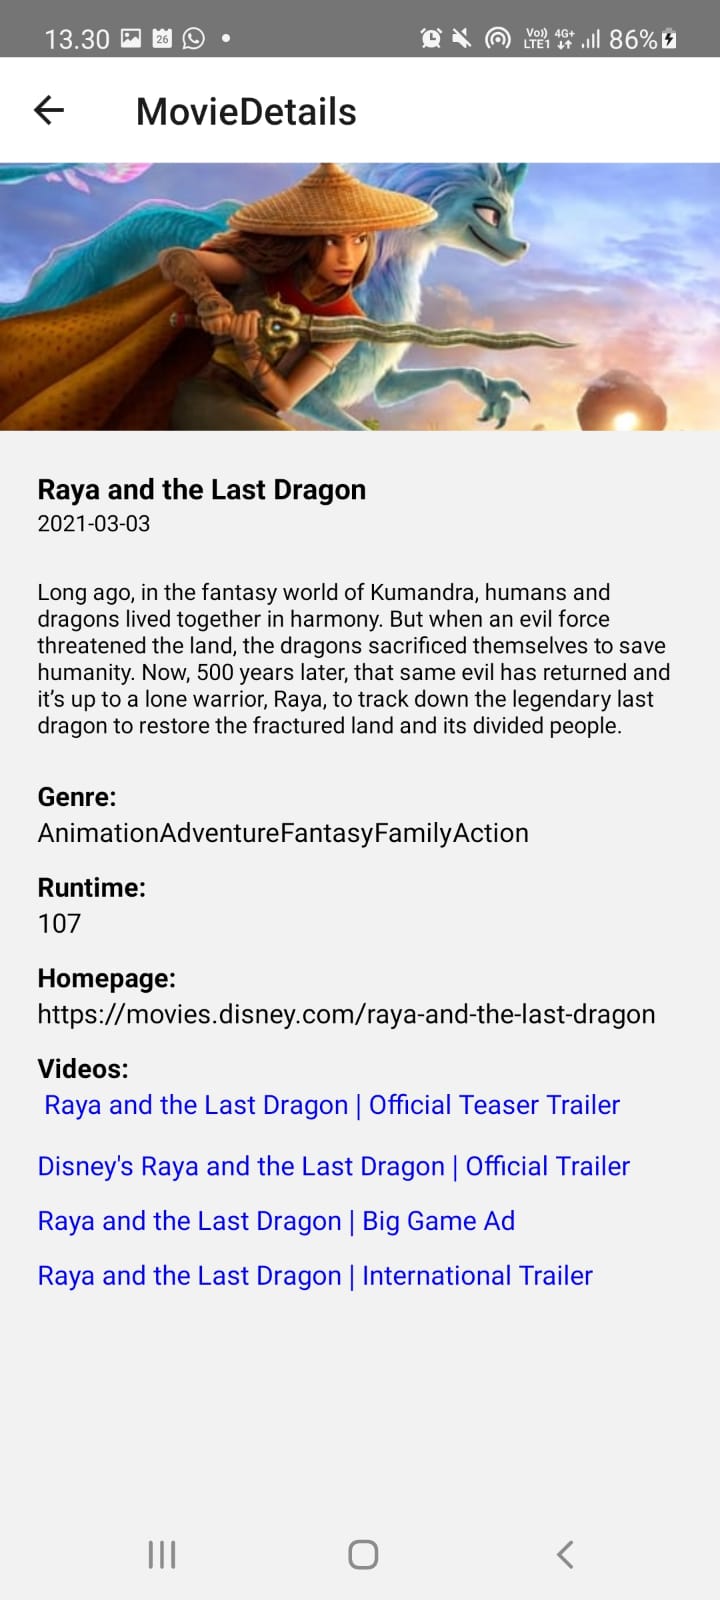 13.30
26
Vo)) 4G+
LTE1
86%
MovieDetails
Raya and the Last Dragon
2021-03-03
Long ago, in the fantasy world of Kumandra, humans and
dragons lived together in harmony. But when an evil force
threatened the land, the dragons sacrificed themselves to save
humanity. Now, 500 years later, that same evil has returned and
it’s up to a lone warrior, Raya, to track down the legendary last
dragon to restore the fractured land and its divided people.
Genre:
AnimationAdventureFantasyFamilyAction
Runtime:
107
Homepage:
https://movies.disney.com/raya-and-the-last-dragon
Videos:
Raya and the Last Dragon | Official Teaser Trailer
Disney's Raya and the Last Dragon | Official Trailer
Raya and the Last Dragon | Big Game Ad
Raya and the Last Dragon | International Trailer